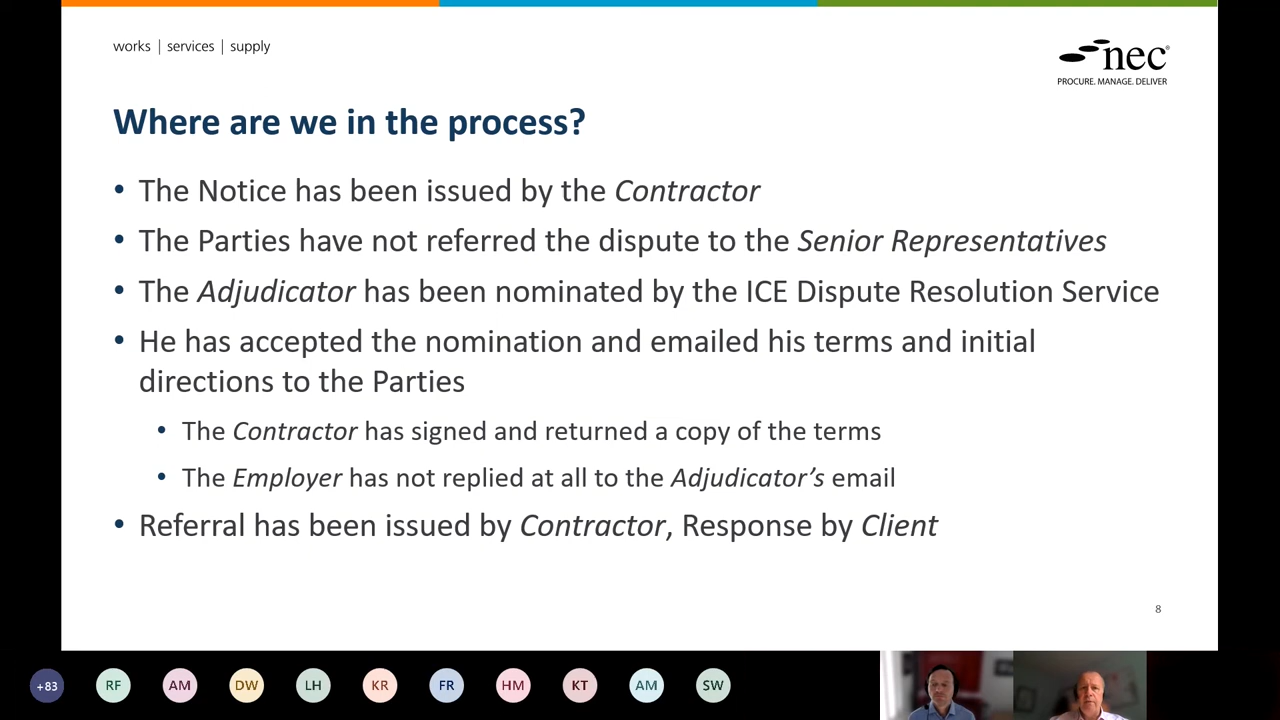 works | services | supply
nec®
PROCURE. MANAGE. DELIVER
Where are we in the process?
• The Notice has been issued by the Contractor
• The Parties have not referred the dispute to the Senior Representatives
• The Adjudicator has been nominated by the ICE Dispute Resolution Service
• He has accepted the nomination and emailed his terms and initial
directions to the Parties
• The Contractor has signed and returned a copy of the terms
• The Employer has not replied at all to the Adjudicator’s email
• Referral has been issued by Contractor, Response by Client
8
+83 RF AM DW LH KR FR HM KT AM SW